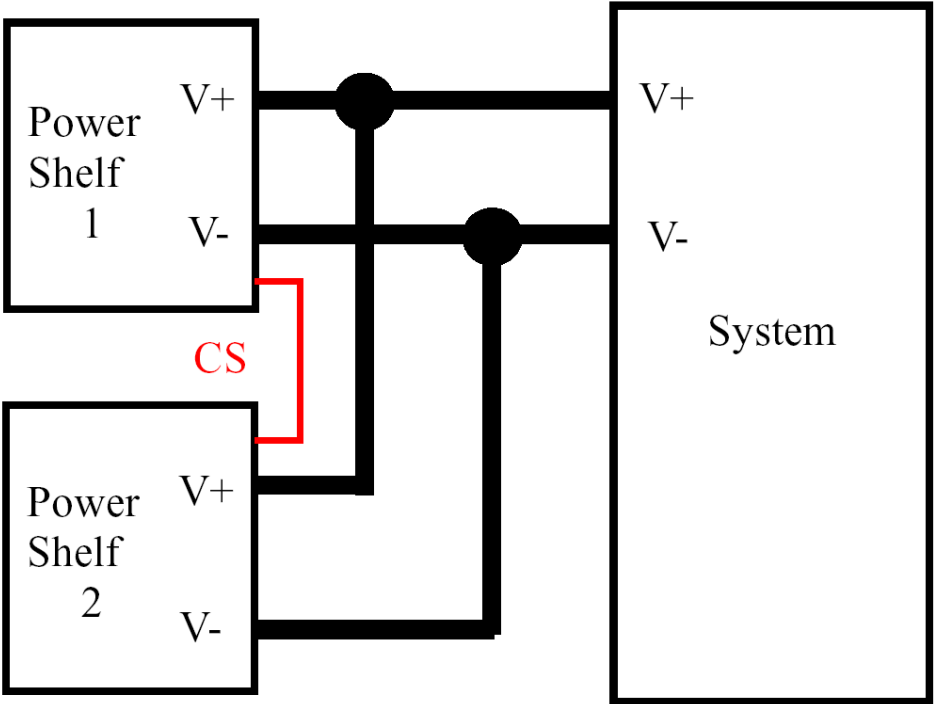 V+
Power
Shelf
1
V-
CS
V+
Power
Shelf
2
V-
V+
V-
System